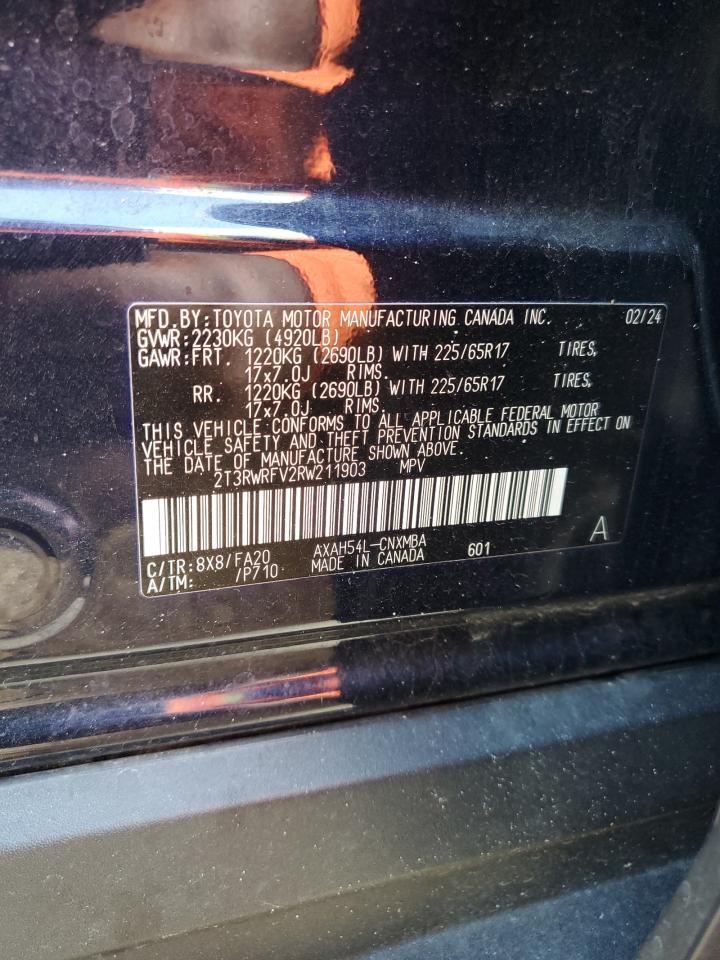 MFD.BY:TOYOTA MOTOR MANUFACTURING CANADA INC. 02/24
GVWR:2230KG (4920LB)
GAWR:FRT. 1220KG (2690LB) WITH 225/65R17 TIRES,
17x7.0J RIMS,
RR. 1220KG (2690LB) WITH 225/65R17 TIRES,
17x7.0J RIMS,
THIS VEHICLE CONFORMS TO ALL APPLICABLE FEDERAL MOTOR
VEHICLE SAFETY AND THEFT PREVENTION STANDARDS IN EFFECT ON
THE DATE OF MANUFACTURE SHOWN ABOVE.
2T3RWRFV2RW211903 MPV
C/TR:8X8/FA20 AXAH54L-CNXMBA 601 A
A/TM: /P710 MADE IN CANADA